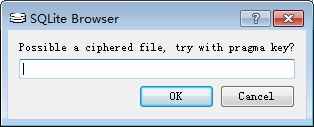 SQLite Browser
Possible a ciphered file, try with pragma key?
OK
Cancel